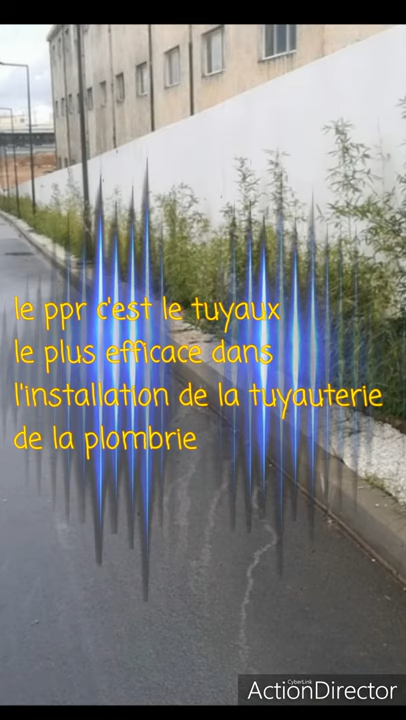 le ppr c'est le tuyaux
le plus efficace dans
l'installation de la tuyauterie
de la plombrie
CyberLink
ActionDirector